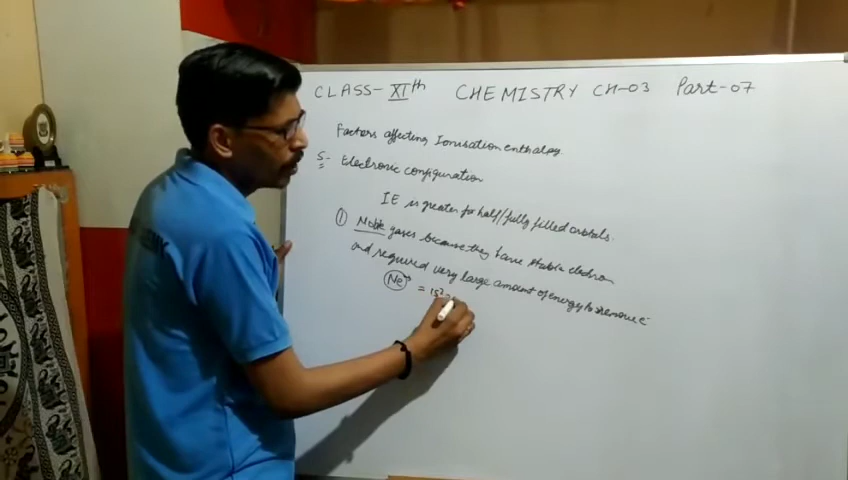 CLASS- XIth CHEMISTRY CH-03 Part-07
Factors affecting Ionisation enthalpy.
5- Electronic configuration
IE is greater for half/fully filled orbitals.
① Noble gases because they have stable electron
and required very large amount of energy to remove e-
Ne = 1s²